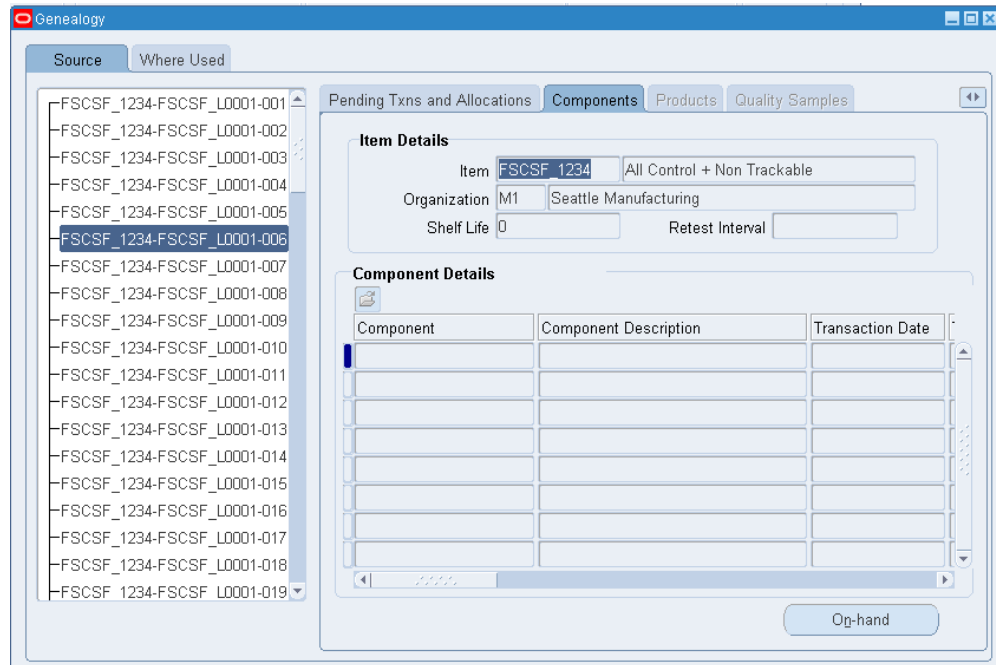 Genealogy
Source Where Used
FSCSF_1234-FSCSF_L0001-001
FSCSF_1234-FSCSF_L0001-002
FSCSF_1234-FSCSF_L0001-003
FSCSF_1234-FSCSF_L0001-004
FSCSF_1234-FSCSF_L0001-005
FSCSF_1234-FSCSF_L0001-006
FSCSF_1234-FSCSF_L0001-007
FSCSF_1234-FSCSF_L0001-008
FSCSF_1234-FSCSF_L0001-009
FSCSF_1234-FSCSF_L0001-010
FSCSF_1234-FSCSF_L0001-011
FSCSF_1234-FSCSF_L0001-012
FSCSF_1234-FSCSF_L0001-013
FSCSF_1234-FSCSF_L0001-014
FSCSF_1234-FSCSF_L0001-015
FSCSF_1234-FSCSF_L0001-016
FSCSF_1234-FSCSF_L0001-017
FSCSF_1234-FSCSF_L0001-018
FSCSF_1234-FSCSF_L0001-019
Pending Txns and Allocations Components Products Quality Samples
Item Details
Item FSCSF_1234 All Control + Non Trackable
Organization M1 Seattle Manufacturing
Shelf Life 0 Retest Interval
Component Details
Component Component Description Transaction Date
On-hand